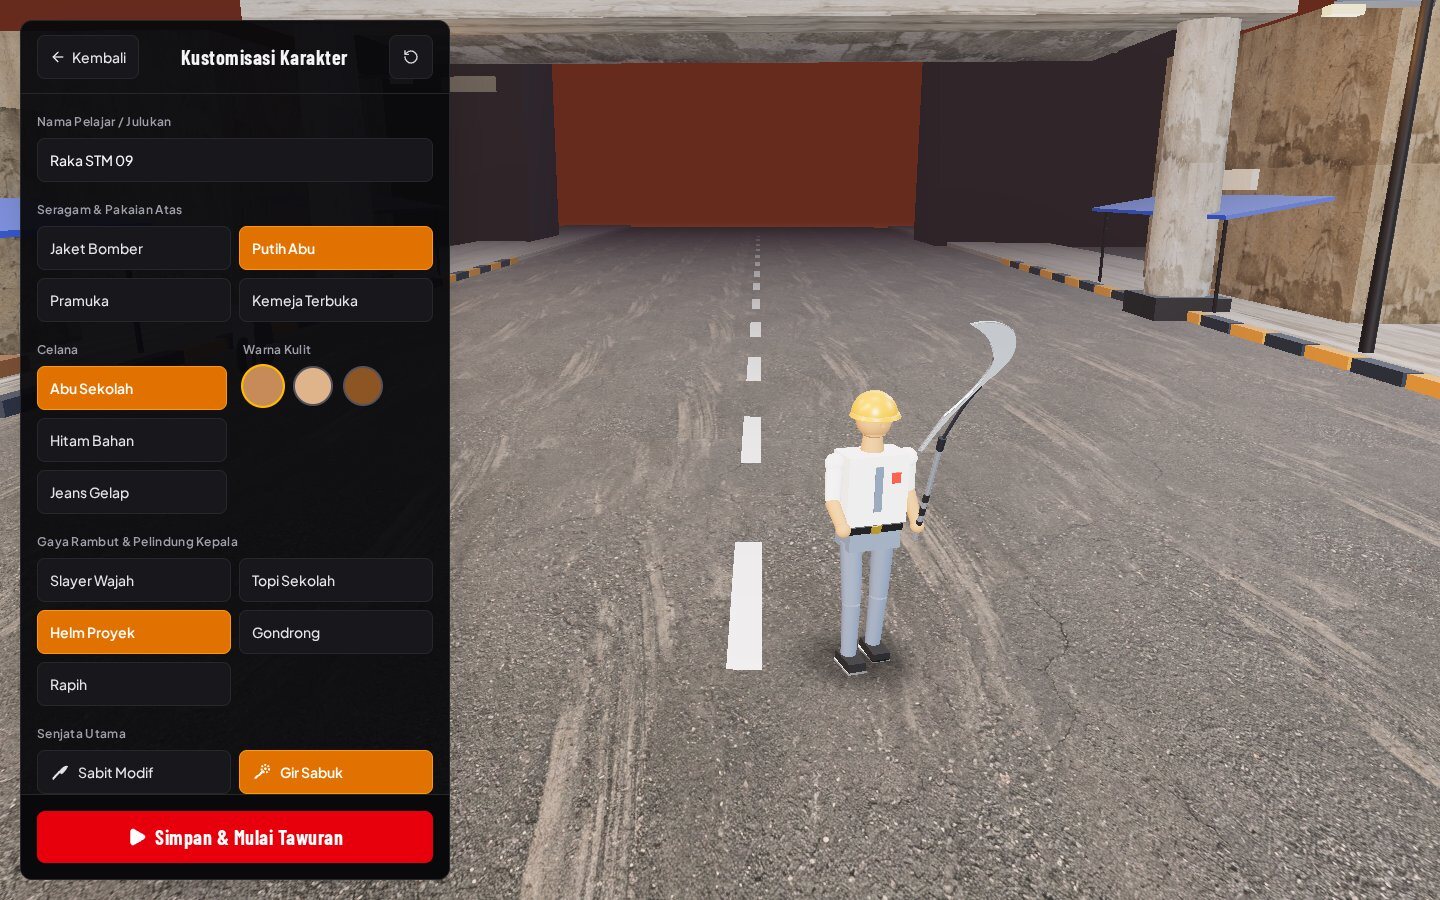 Kembali
Kustomisasi Karakter
Nama Pelajar / Julukan
Raka STM 09
Seragam & Pakaian Atas
Jaket Bomber
Putih Abu
Pramuka
Kemeja Terbuka
Celana
Warna Kulit
Abu Sekolah
Hitam Bahan
Jeans Gelap
Gaya Rambut & Pelindung Kepala
Slayer Wajah
Topi Sekolah
Helm Proyek
Gondrong
Rapih
Senjata Utama
Sabit Modif
Gir Sabuk
Simpan & Mulai Tawuran